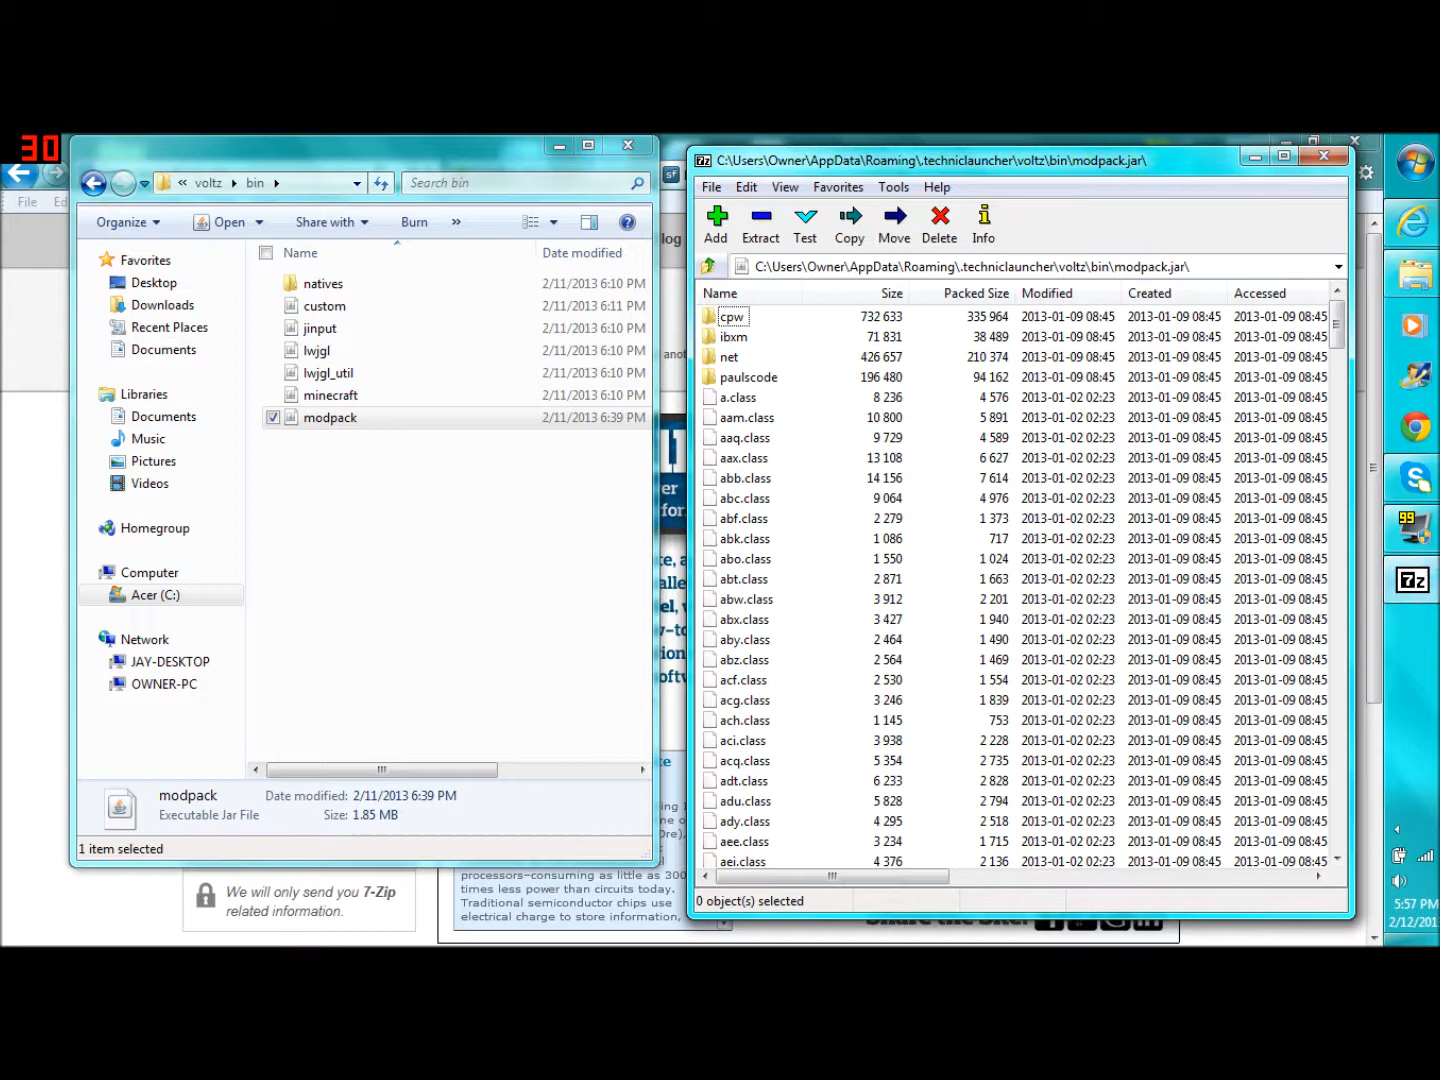 30
File Ed
voltz bin
Search bin
Organize Open Share with Burn »
Favorites
Desktop
Downloads
Recent Places
Documents
Libraries
Documents
Music
Pictures
Videos
Homegroup
Computer
Acer (C:)
Network
JAY-DESKTOP
OWNER-PC
Name Date modified
natives 2/11/2013 6:10 PM
custom 2/11/2013 6:11 PM
jinput 2/11/2013 6:10 PM
lwjgl 2/11/2013 6:10 PM
lwjgl_util 2/11/2013 6:10 PM
minecraft 2/11/2013 6:10 PM
modpack 2/11/2013 6:39 PM
modpack Date modified: 2/11/2013 6:39 PM
Executable Jar File Size: 1.85 MB
1 item selected
We will only send you 7-Zip
related information.
processors-consuming as little as 300
times less power than circuits today.
Traditional semiconductor chips use
electrical charge to store information,
7z C:\Users\Owner\AppData\Roaming\.techniclauncher\voltz\bin\modpack.jar\
File Edit View Favorites Tools Help
Add Extract Test Copy Move Delete Info
C:\Users\Owner\AppData\Roaming\.techniclauncher\voltz\bin\modpack.jar\
Name Size Packed Size Modified Created Accessed
cpw 732 633 335 964 2013-01-09 08:45 2013-01-09 08:45 2013-01-09 08:45
ibxm 71 831 38 489 2013-01-09 08:45 2013-01-09 08:45 2013-01-09 08:45
net 426 657 210 374 2013-01-09 08:45 2013-01-09 08:45 2013-01-09 08:45
paulscode 196 480 94 162 2013-01-09 08:45 2013-01-09 08:45 2013-01-09 08:45
a.class 8 236 4 576 2013-01-02 02:23 2013-01-09 08:45 2013-01-09 08:45
aam.class 10 800 5 891 2013-01-02 02:23 2013-01-09 08:45 2013-01-09 08:45
aaq.class 9 729 4 589 2013-01-02 02:23 2013-01-09 08:45 2013-01-09 08:45
aax.class 13 108 6 627 2013-01-02 02:23 2013-01-09 08:45 2013-01-09 08:45
abb.class 14 156 7 614 2013-01-02 02:23 2013-01-09 08:45 2013-01-09 08:45
abc.class 9 064 4 976 2013-01-02 02:23 2013-01-09 08:45 2013-01-09 08:45
abf.class 2 279 1 373 2013-01-02 02:23 2013-01-09 08:45 2013-01-09 08:45
abk.class 1 086 717 2013-01-02 02:23 2013-01-09 08:45 2013-01-09 08:45
abo.class 1 550 1 024 2013-01-02 02:23 2013-01-09 08:45 2013-01-09 08:45
abt.class 2 871 1 663 2013-01-02 02:23 2013-01-09 08:45 2013-01-09 08:45
abw.class 3 912 2 201 2013-01-02 02:23 2013-01-09 08:45 2013-01-09 08:45
abx.class 3 427 1 940 2013-01-02 02:23 2013-01-09 08:45 2013-01-09 08:45
aby.class 2 464 1 490 2013-01-02 02:23 2013-01-09 08:45 2013-01-09 08:45
abz.class 2 564 1 469 2013-01-02 02:23 2013-01-09 08:45 2013-01-09 08:45
acf.class 2 530 1 554 2013-01-02 02:23 2013-01-09 08:45 2013-01-09 08:45
acg.class 3 246 1 839 2013-01-02 02:23 2013-01-09 08:45 2013-01-09 08:45
ach.class 1 145 753 2013-01-02 02:23 2013-01-09 08:45 2013-01-09 08:45
aci.class 3 938 2 228 2013-01-02 02:23 2013-01-09 08:45 2013-01-09 08:45
acq.class 5 354 2 735 2013-01-02 02:23 2013-01-09 08:45 2013-01-09 08:45
adt.class 6 233 2 828 2013-01-02 02:23 2013-01-09 08:45 2013-01-09 08:45
adu.class 5 828 2 794 2013-01-02 02:23 2013-01-09 08:45 2013-01-09 08:45
ady.class 4 295 2 518 2013-01-02 02:23 2013-01-09 08:45 2013-01-09 08:45
aee.class 3 234 1 715 2013-01-02 02:23 2013-01-09 08:45 2013-01-09 08:45
aei.class 4 376 2 136 2013-01-02 02:23 2013-01-09 08:45 2013-01-09 08:45
0 object(s) selected
99
7z
5:57 PM
2/12/201